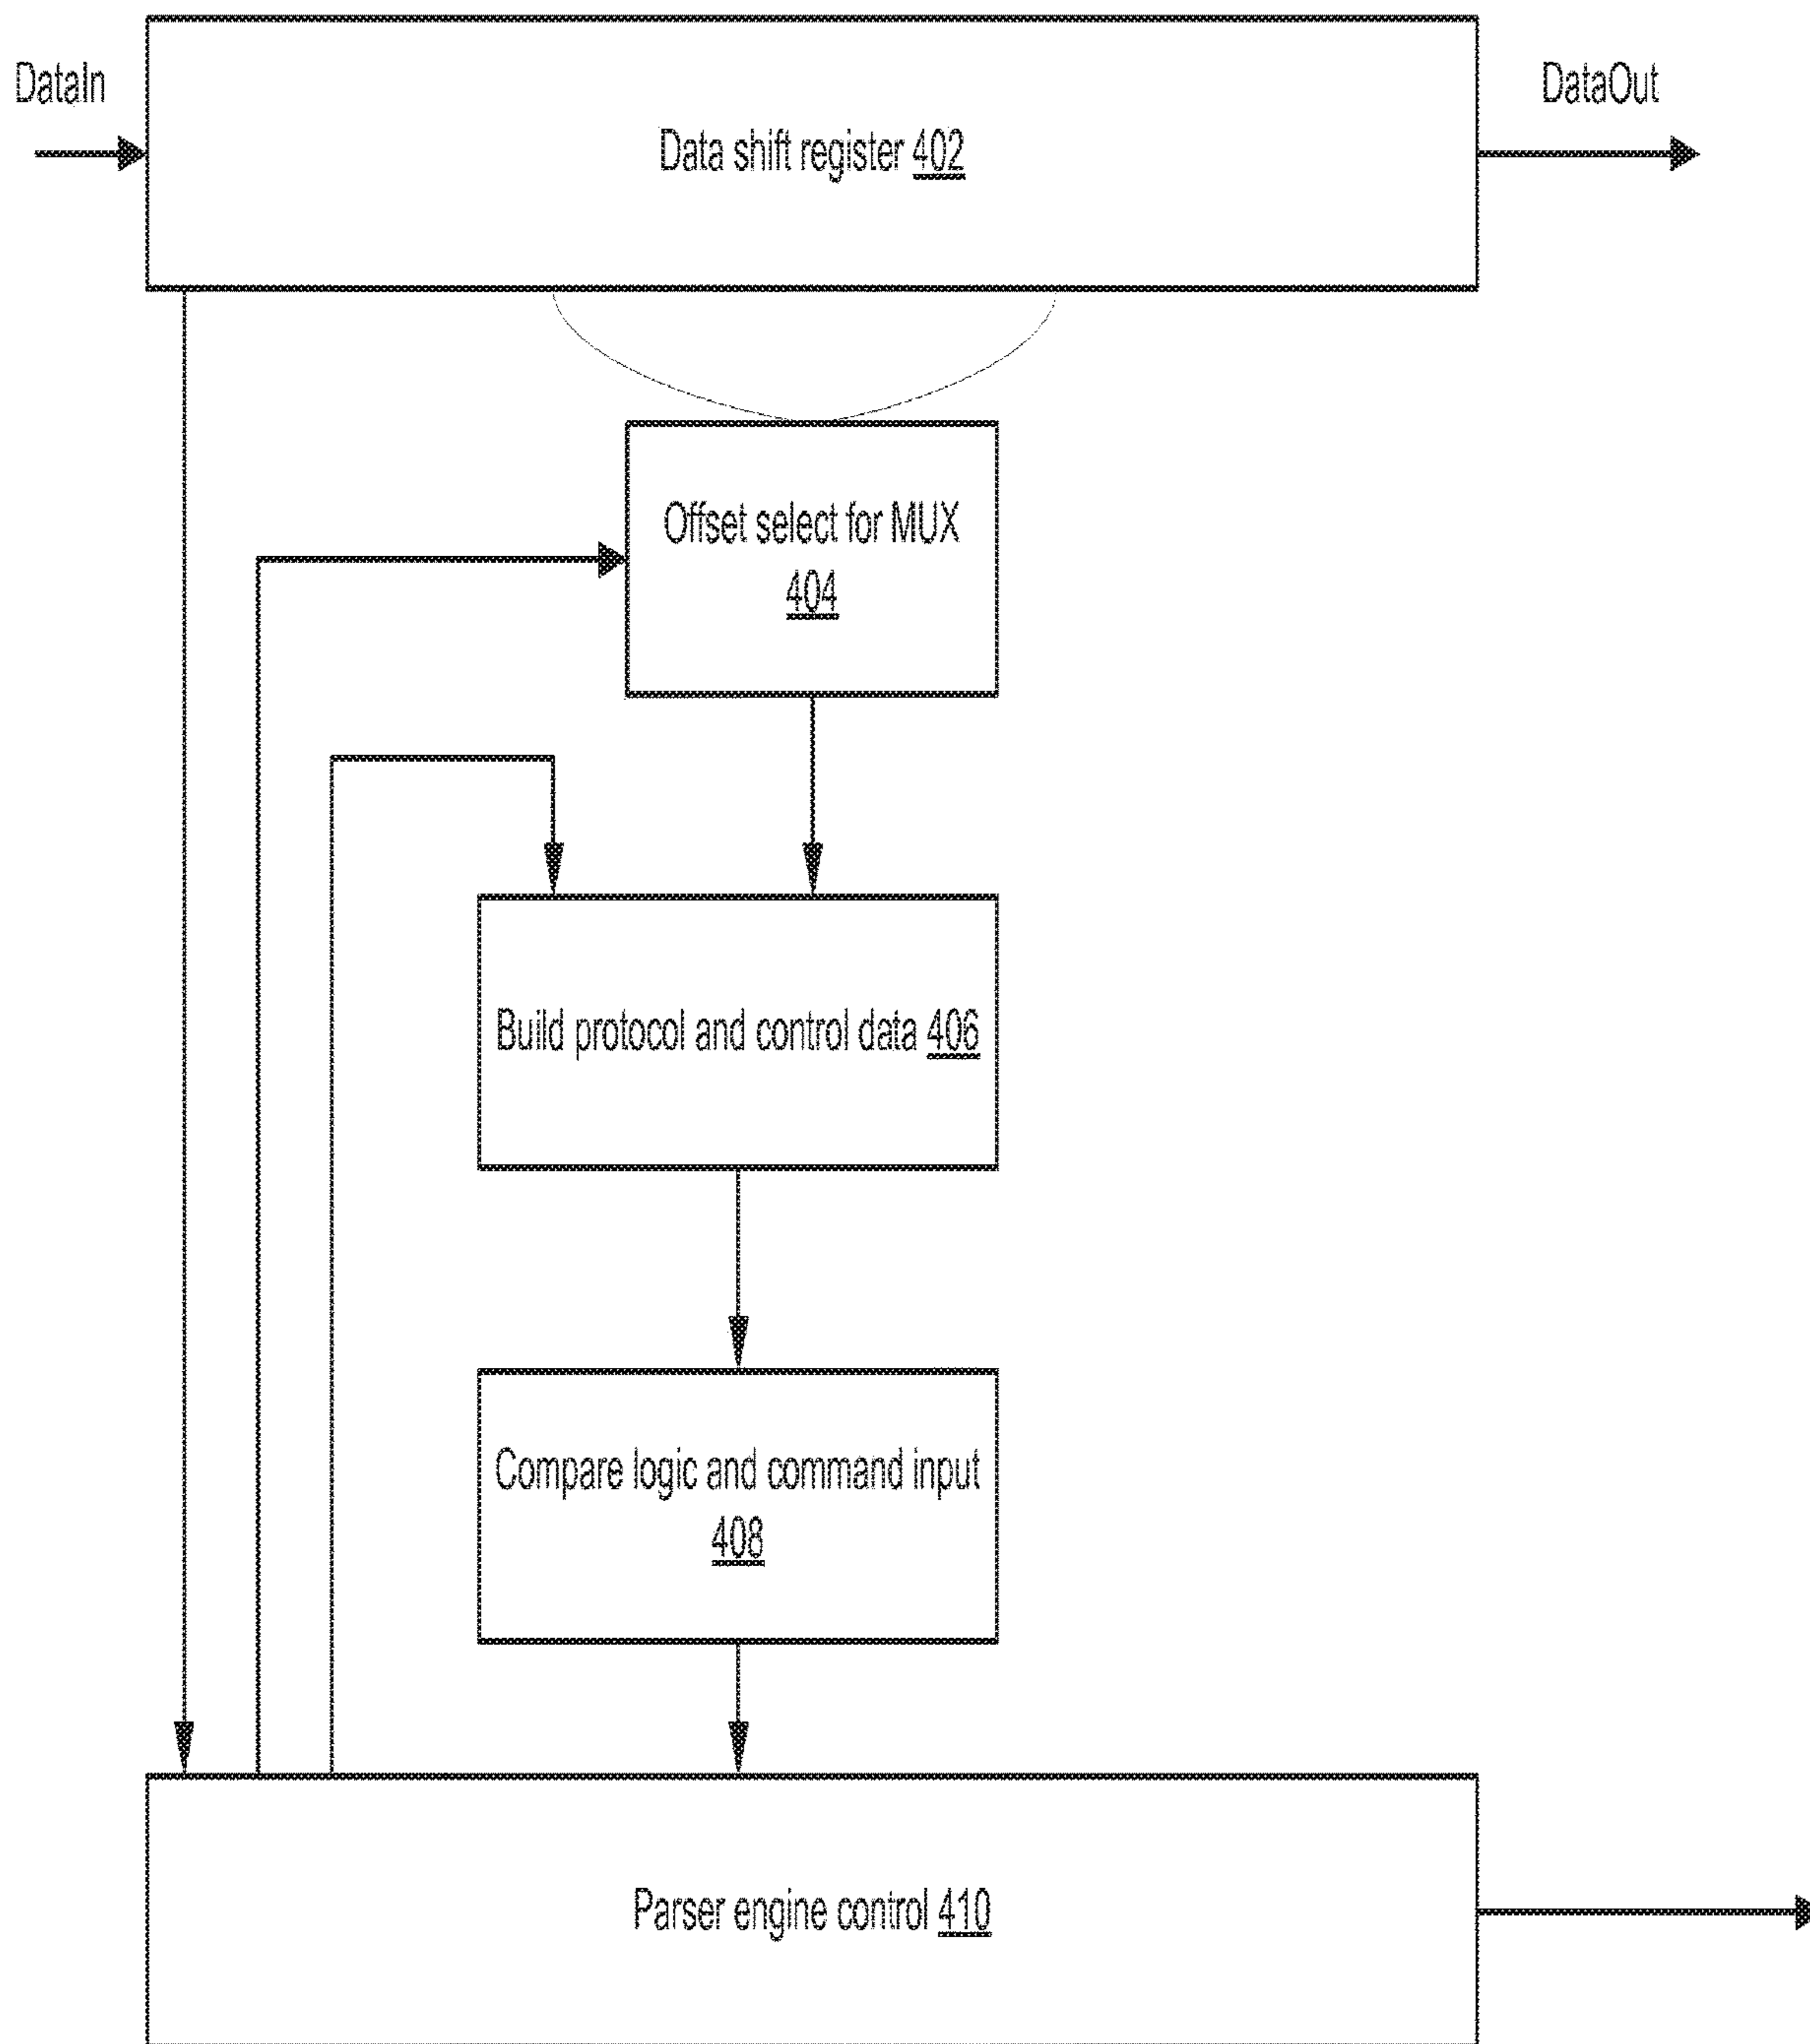 DataIn
DataOut
Data shift register 402
Offset select for MUX
404
Build protocol and control data 406
Compare logic and command input
408
Parser engine control 410